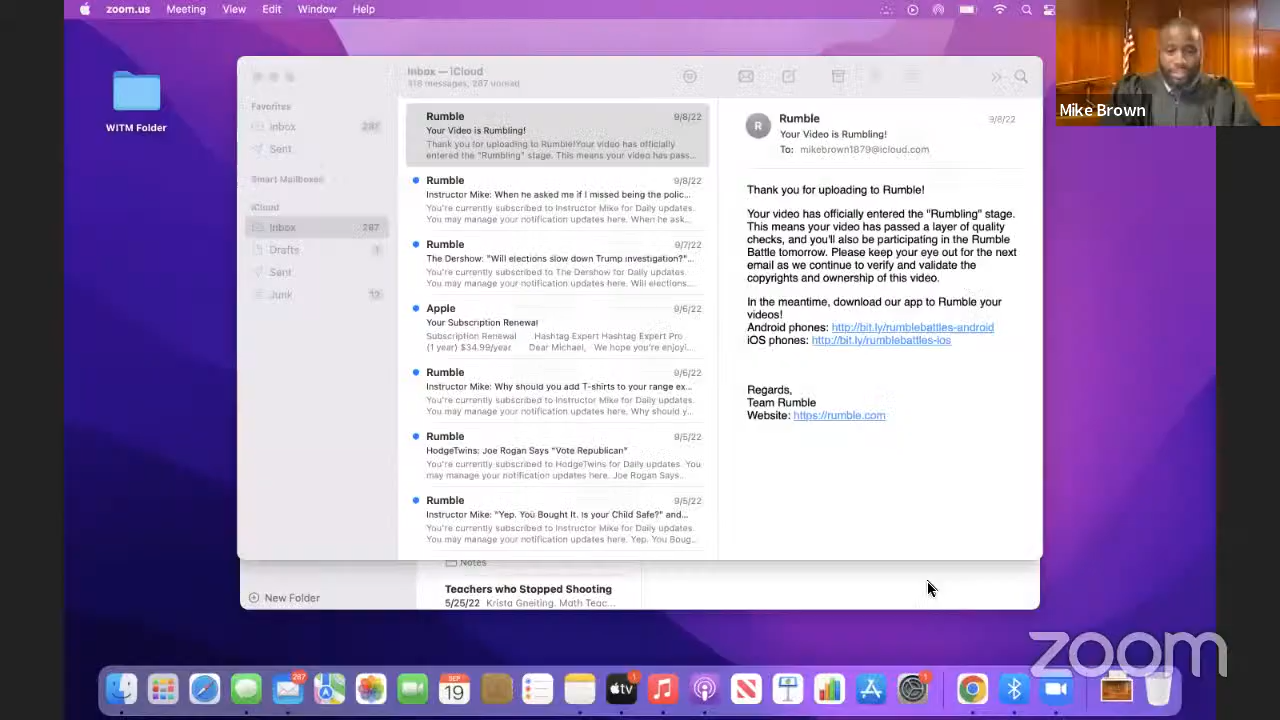 zoom.us Meeting View Edit Window Help
WITM Folder
Mike Brown
Inbox — iCloud
318 messages, 287 unread
Favorites
Inbox 287
Sent
Smart Mailboxes
iCloud
Inbox 287
Drafts 1
Sent
Junk
Rumble 9/8/22
Your Video is Rumbling!
Thank you for uploading to Rumble!Your video has officially
entered the "Rumbling" stage. This means your video has pass...
Rumble 9/8/22
Instructor Mike: When he asked me if I missed being the polic...
You're currently subscribed to Instructor Mike for Daily updates.
You may manage your notification updates here. When he ask...
Rumble 9/7/22
The Dershow: "Will elections slow down Trump investigation?"...
You're currently subscribed to The Dershow for Daily updates.
You may manage your notification updates here. Will elections...
Apple 9/6/22
Your Subscription Renewal
Subscription Renewal Hashtag Expert Hashtag Expert Pro
(1 year) $34.99/year Dear Michael, We hope you're enjoyi...
Rumble 9/6/22
Instructor Mike: Why should you add T-shirts to your range ex...
You're currently subscribed to Instructor Mike for Daily updates.
You may manage your notification updates here. Why should y...
Rumble 9/5/22
HodgeTwins: Joe Rogan Says "Vote Republican"
You're currently subscribed to HodgeTwins for Daily updates. You
may manage your notification updates here. Joe Rogan Says...
Rumble 9/5/22
Instructor Mike: "Yep. You Bought It. Is your Child Safe?" and...
You're currently subscribed to Instructor Mike for Daily updates.
You may manage your notification updates here. Yep. You Boug...
R
Rumble 9/8/22
Your Video is Rumbling!
To: mikebrown1879@icloud.com
Thank you for uploading to Rumble!
Your video has officially entered the "Rumbling" stage.
This means your video has passed a layer of quality
checks, and you'll also be participating in the Rumble
Battle tomorrow. Please keep your eye out for the next
email as we continue to verify and validate the
copyrights and ownership of this video.
In the meantime, download our app to Rumble your
videos!
Android phones: http://bit.ly/rumblebattles-android
iOS phones: http://bit.ly/rumblebattles-ios
Regards,
Team Rumble
Website: https://rumble.com
Notes
Teachers who Stopped Shooting
5/25/22 Krista Gneiting, Math Teac...
New Folder
zoom
287
SEP
19
tv
1
1